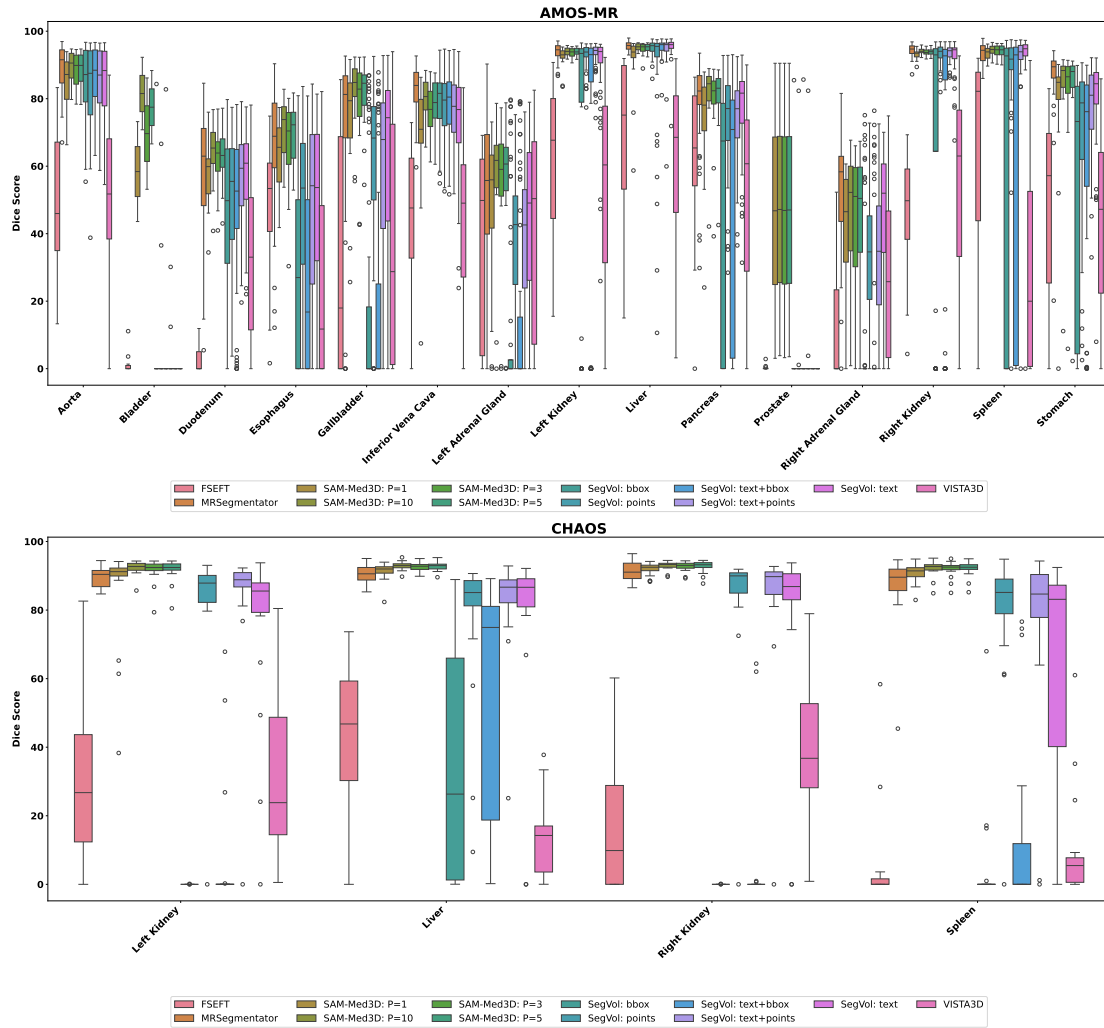 AMOS-MR
100
80
60
40
20
0
Dice Score
Aorta
Bladder
Duodenum
Esophagus
Gallbladder
Inferior Vena Cava
Left Adrenal Gland
Left Kidney
Liver
Pancreas
Prostate
Right Adrenal Gland
Right Kidney
Spleen
Stomach
FSEFT SAM-Med3D: P=1 SAM-Med3D: P=3 SegVol: bbox SegVol: text+bbox SegVol: text VISTA3D
MRSegmentator SAM-Med3D: P=10 SAM-Med3D: P=5 SegVol: points SegVol: text+points
CHAOS
100
80
60
40
20
0
Dice Score
Left Kidney
Liver
Right Kidney
Spleen
FSEFT SAM-Med3D: P=1 SAM-Med3D: P=3 SegVol: bbox SegVol: text+bbox SegVol: text VISTA3D
MRSegmentator SAM-Med3D: P=10 SAM-Med3D: P=5 SegVol: points SegVol: text+points